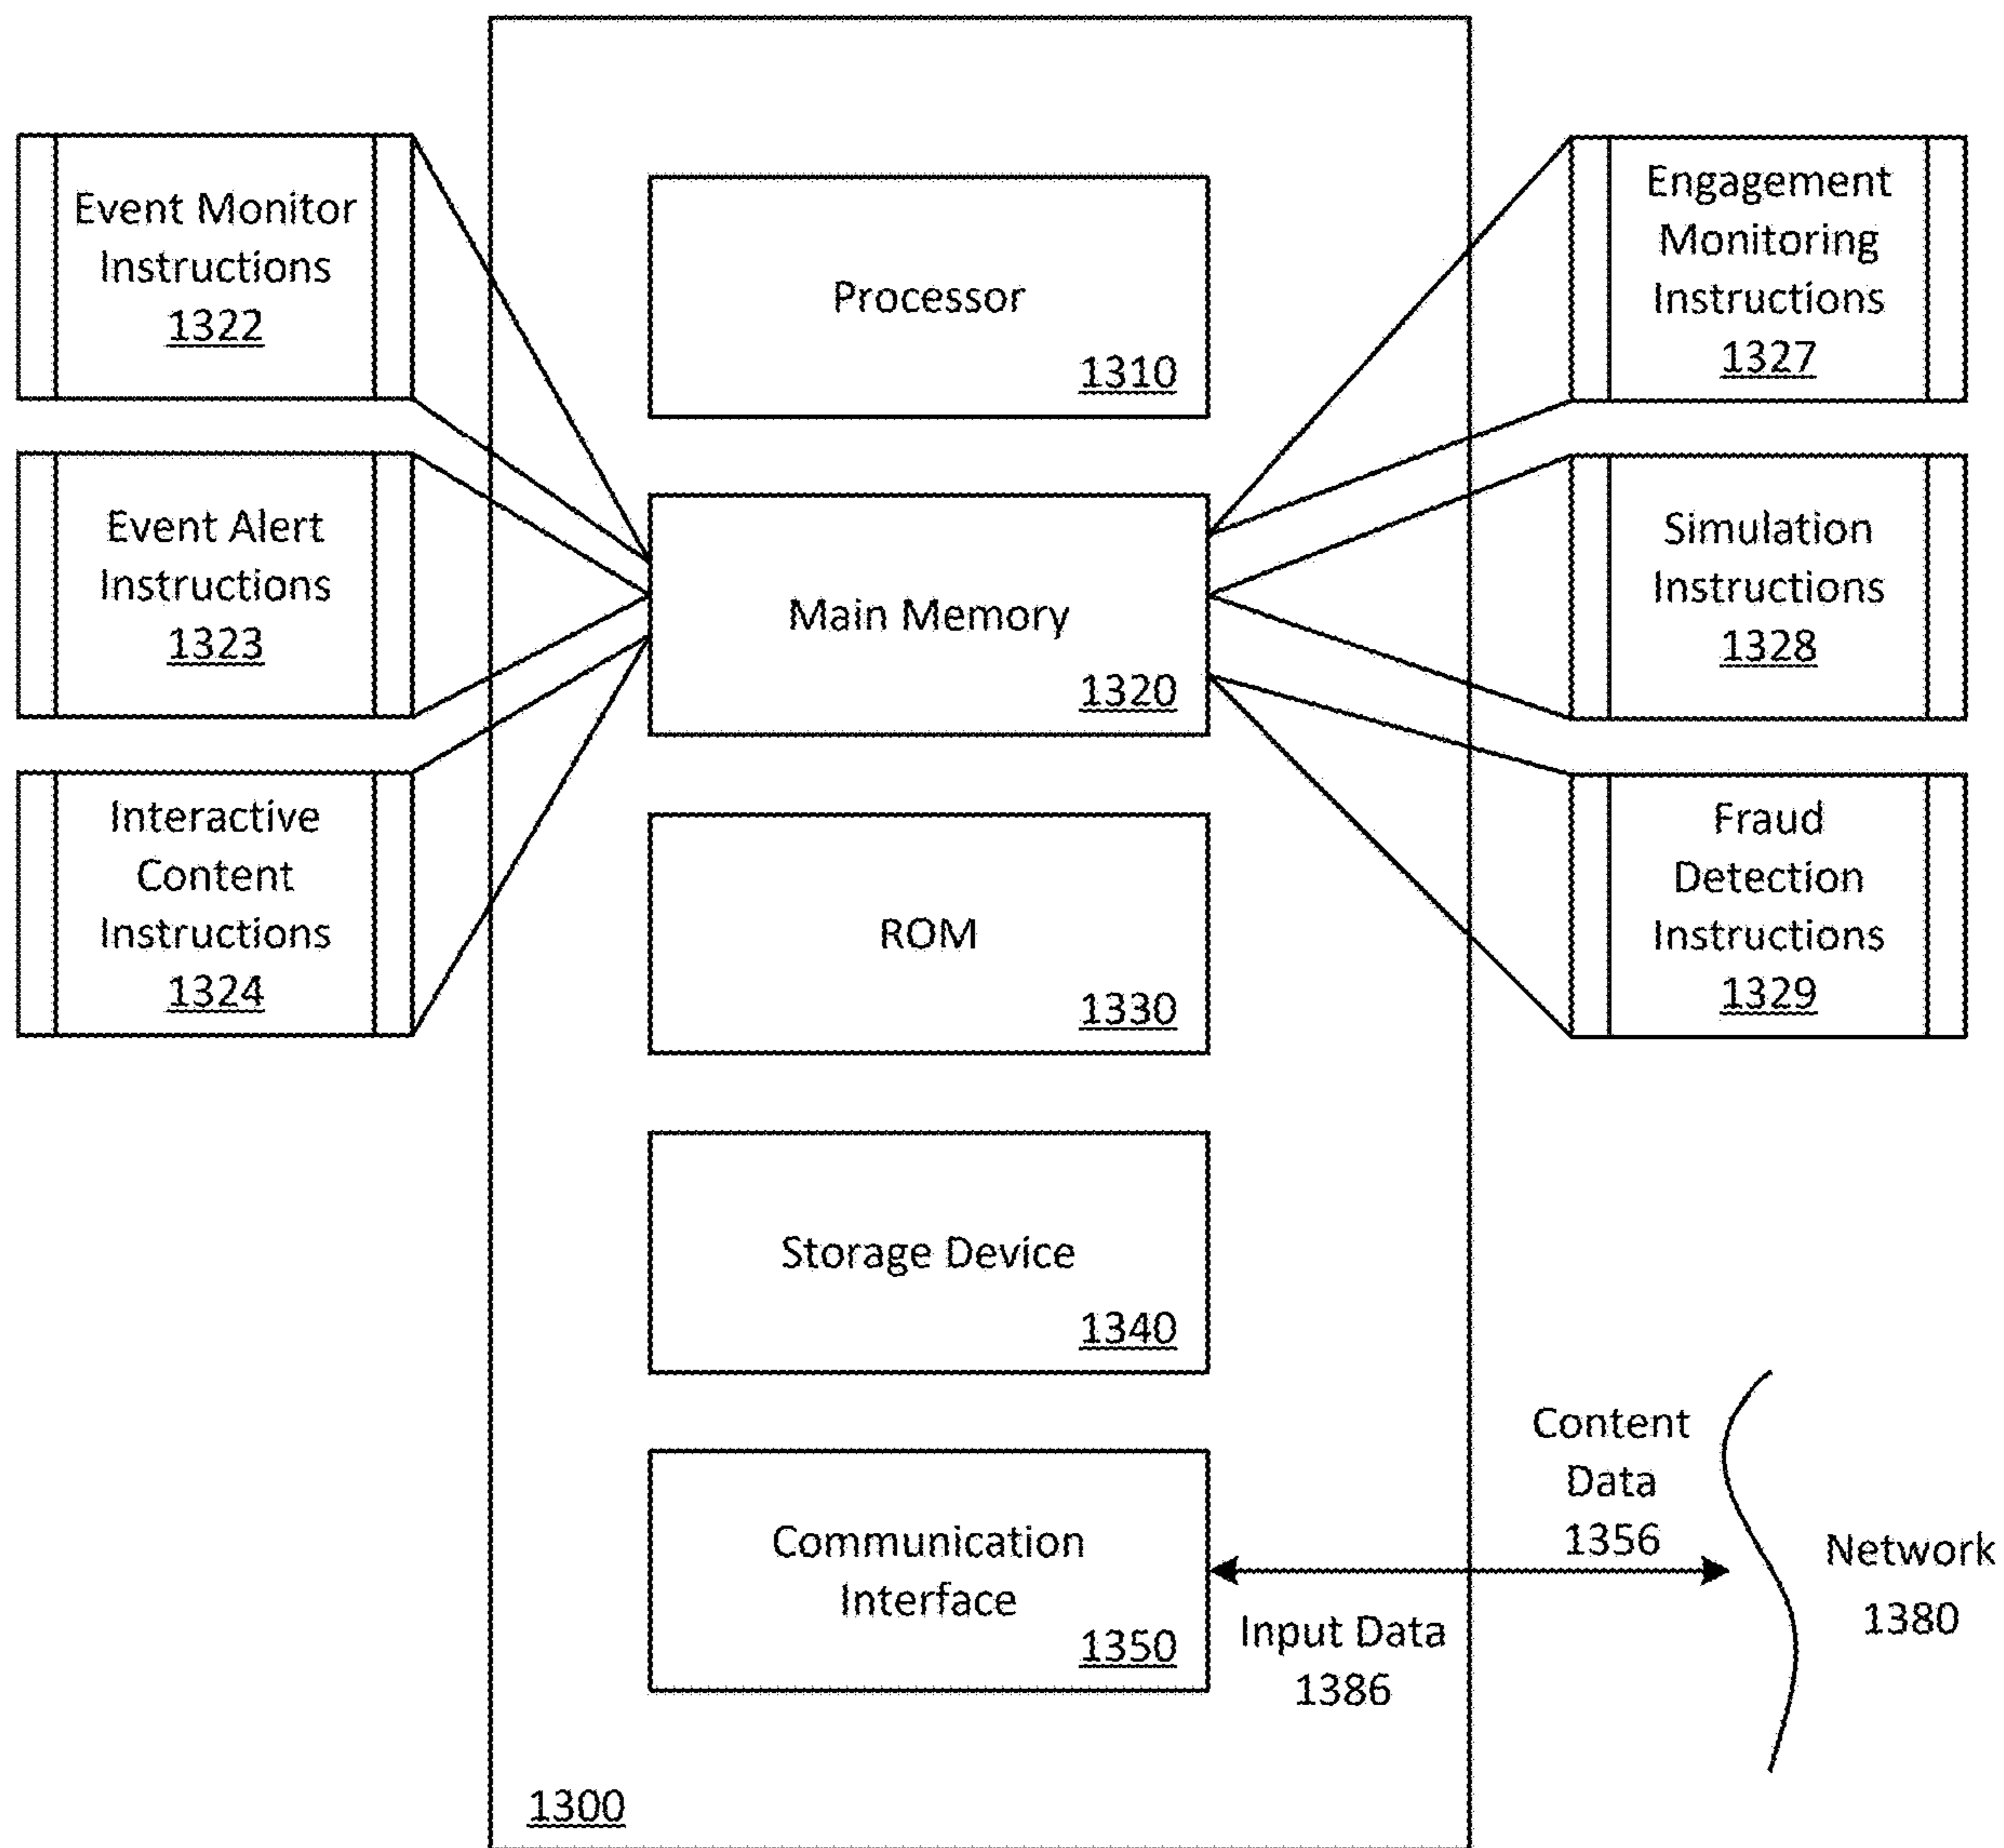 Event Monitor
Instructions
1322
Event Alert
Instructions
1323
Interactive
Content
Instructions
1324
Processor
1310
Main Memory
1320
ROM
1330
Storage Device
1340
Communication
Interface
1350
1300
Engagement
Monitoring
Instructions
1327
Simulation
Instructions
1328
Fraud
Detection
Instructions
1329
Content
Data
1356
Input Data
1386
Network
1380